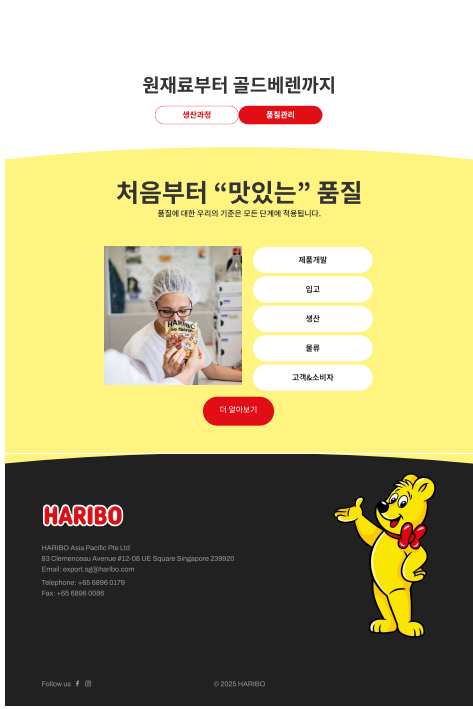 원재료부터 골드베렌까지
생산과정
품질관리
처음부터 “맛있는” 품질
품질에 대한 우리의 기준은 모든 단계에 적용됩니다.
HARIBO
제품개발
입고
생산
물류
고객&소비자
더 알아보기
HARIBO
HARIBO Asia Pacific Pte Ltd
83 Clemenceau Avenue #12-08 UE Square Singapore 239920
Email: export.sg@haribo.com
Telephone: +65 6896 0179
Fax: +65 6896 0086
Follow us
© 2025 HARIBO